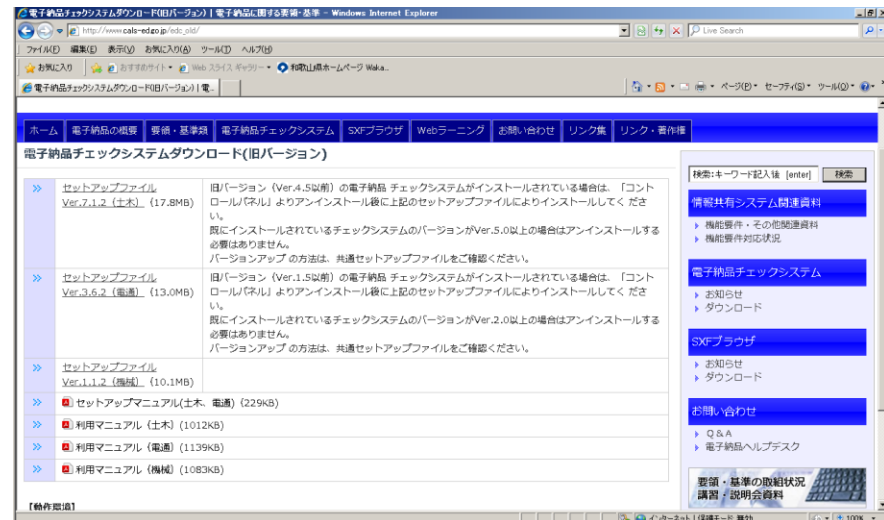 電子納品チェックシステムダウンロード(旧バージョン) | 電子納品に関する要領・基準 - Windows Internet Explorer
http://www.cals-ed.go.jp/edc_old/
Live Search
ファイル(F) 編集(E) 表示(V) お気に入り(A) ツール(T) ヘルプ(H)
お気に入り おすすめサイト Web スライス ギャラリー 和歌山県ホームページ Waka...
電子納品チェックシステムダウンロード(旧バージョン) | 電...
ページ(P) セーフティ(S) ツール(O)
ホーム 電子納品の概要 要領・基準類 電子納品チェックシステム SXFブラウザ Webラーニング お問い合わせ リンク集 リンク・著作権
電子納品チェックシステムダウンロード(旧バージョン)
セットアップファイル
Ver.7.1.2（土木） (17.8MB)
旧バージョン（Ver.4.5以前）の電子納品 チェックシステムがインストールされている場合は、「コント
ロールパネル」よりアンインストール後に上記のセットアップファイルによりインストールしてく ださ
い。
既にインストールされているチェックシステムのバージョンがVer.5.0以上の場合はアンインストールする
必要はありません。
バージョンアップ の方法は、共通セットアップファイルをご確認ください。
セットアップファイル
Ver.3.6.2（電通） (13.0MB)
旧バージョン（Ver.1.5以前）の電子納品 チェックシステムがインストールされている場合は、「コント
ロールパネル」よりアンインストール後に上記のセットアップファイルによりインストールしてく ださ
い。
既にインストールされているチェックシステムのバージョンがVer.2.0以上の場合はアンインストールする
必要はありません。
バージョンアップ の方法は、共通セットアップファイルをご確認ください。
セットアップファイル
Ver.1.1.2（機械） (10.1MB)
セットアップマニュアル(土木、電通) (229KB)
利用マニュアル（土木）(1012KB)
利用マニュアル（電通）(1139KB)
利用マニュアル（機械）(1083KB)
【動作環境】
検索:キーワード記入後 [enter] 検索
情報共有システム関連資料
機能要件・その他関連資料
機能要件対応状況
電子納品チェックシステム
お知らせ
ダウンロード
SXFブラウザ
お知らせ
ダウンロード
お問い合わせ
Q&A
電子納品ヘルプデスク
要領・基準の取組状況
講習・説明会資料
インターネット | 保護モード: 無効
100%